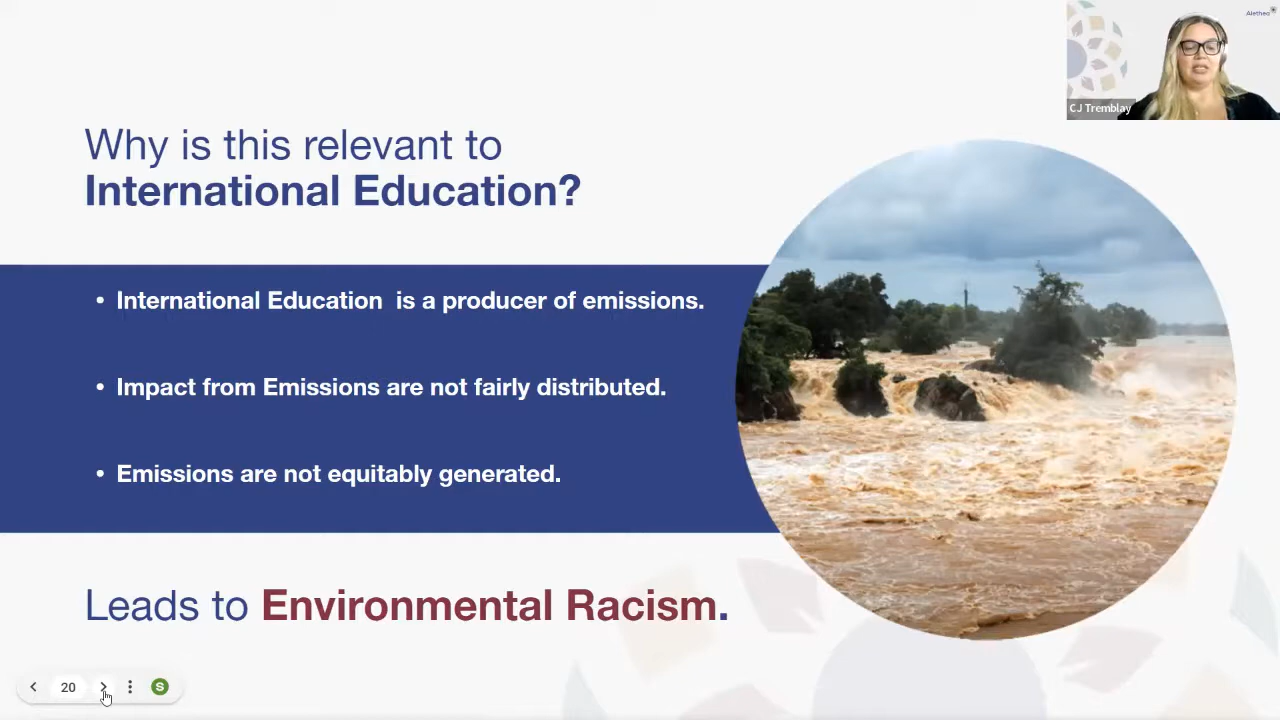 Aletheo
CJ Tremblay
Why is this relevant to
International Education?
• International Education  is a producer of emissions.
• Impact from Emissions are not fairly distributed.
• Emissions are not equitably generated.
Leads to Environmental Racism.
20
S